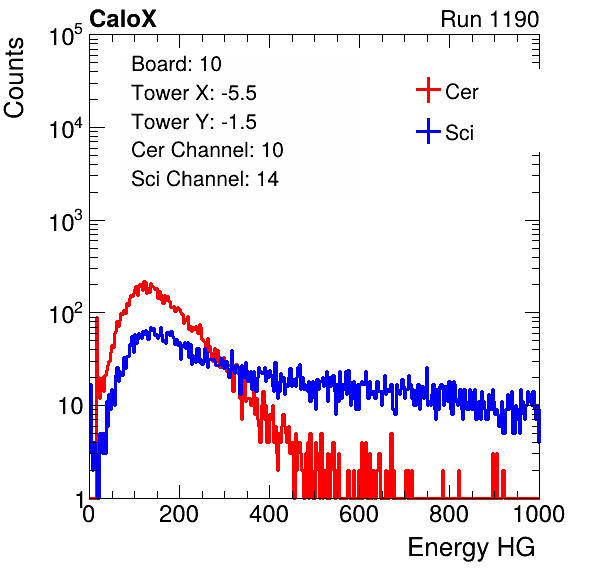 CaloX Run 1190
Counts
10^5
10^4
10^3
10^2
10
1
Board: 10
Tower X: -5.5
Tower Y: -1.5
Cer Channel: 10
Sci Channel: 14
Cer
Sci
0 200 400 600 800 1000
Energy HG